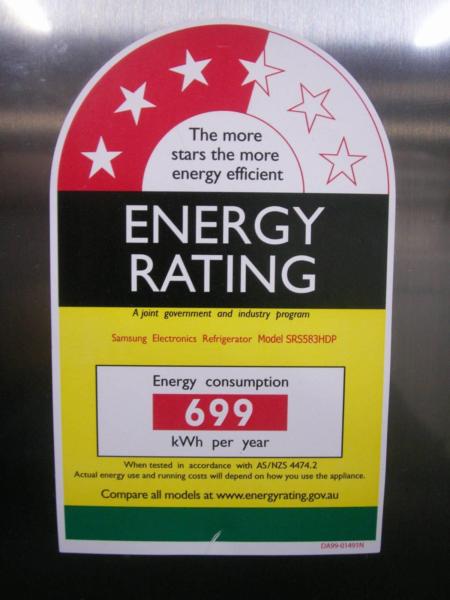 The more
stars the more
energy efficient
ENERGY
RATING
A joint government and industry program
Samsung Electronics Refrigerator Model SRS583HDP
Energy consumption
699
kWh per year
When tested in accordance with AS/NZS 4474.2
Actual energy use and running costs will depend on how you use the appliance.
Compare all models at www.energyrating.gov.au
DA99-01491N